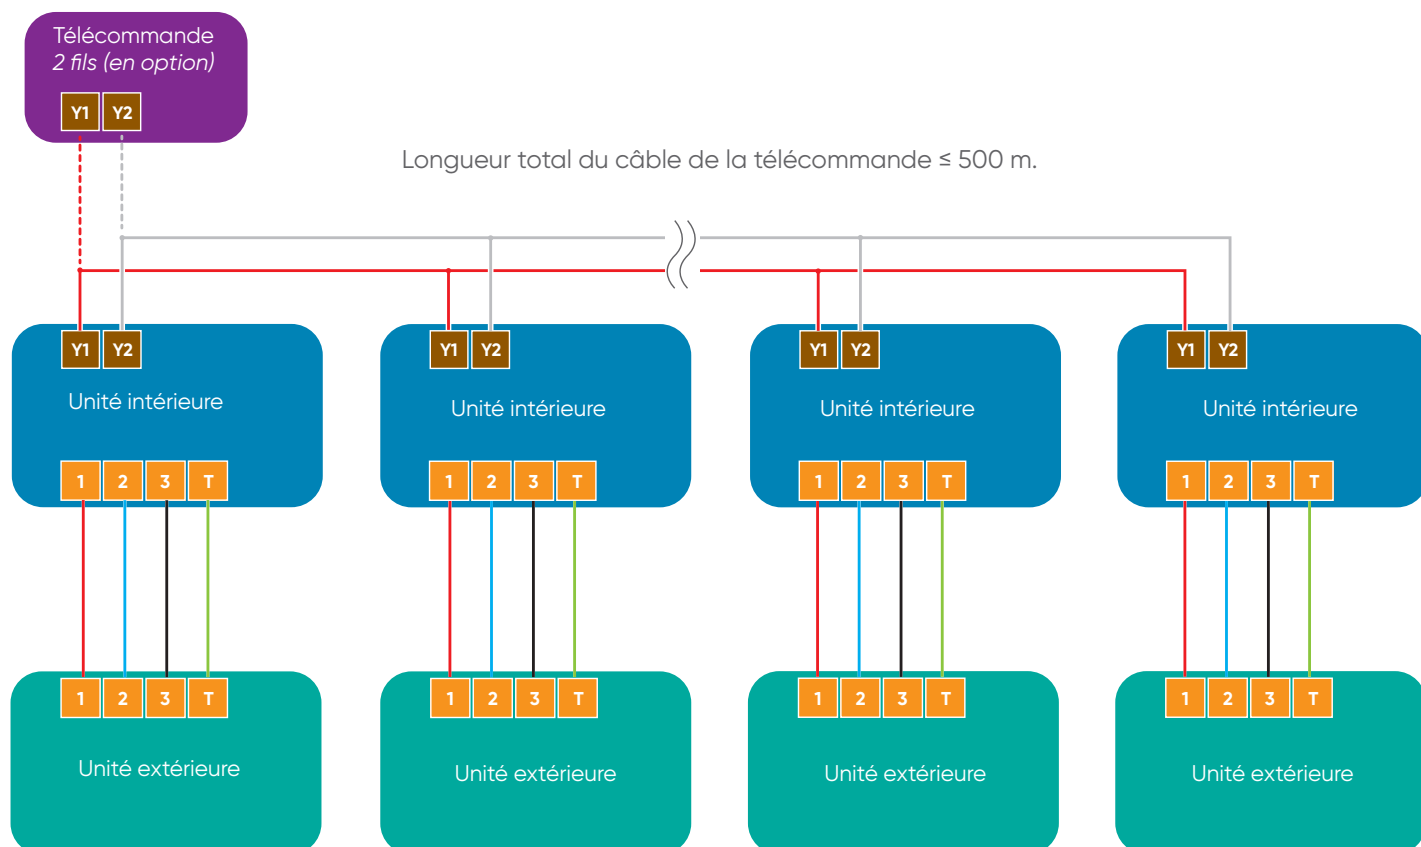 Télécommande
2 fils (en option)
Y1 Y2
Longueur total du câble de la télécommande ≤ 500 m.
Y1 Y2 Y1 Y2 Y1 Y2 Y1 Y2
Unité intérieure Unité intérieure Unité intérieure Unité intérieure
1 2 3 T 1 2 3 T 1 2 3 T 1 2 3 T
1 2 3 T 1 2 3 T 1 2 3 T 1 2 3 T
Unité extérieure Unité extérieure Unité extérieure Unité extérieure